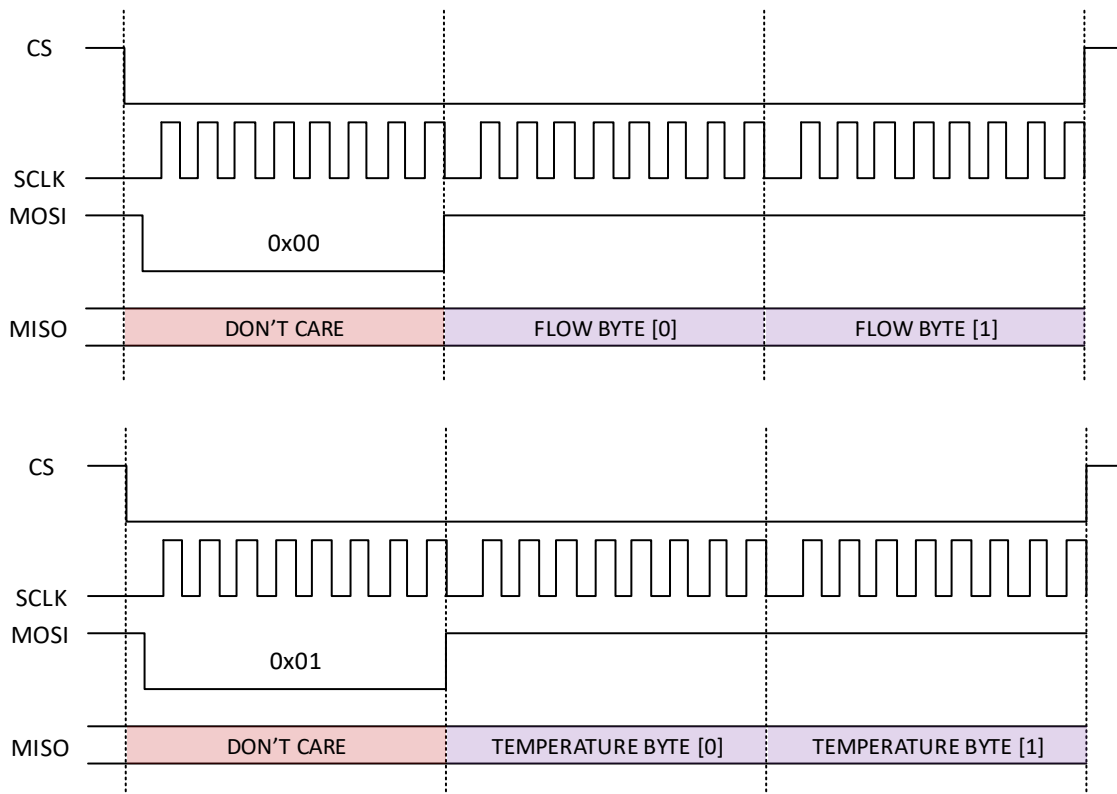 CS
SCLK
MOSI
0x00
MISO
DON'T CARE
FLOW BYTE [0]
FLOW BYTE [1]
CS
SCLK
MOSI
0x01
MISO
DON'T CARE
TEMPERATURE BYTE [0]
TEMPERATURE BYTE [1]